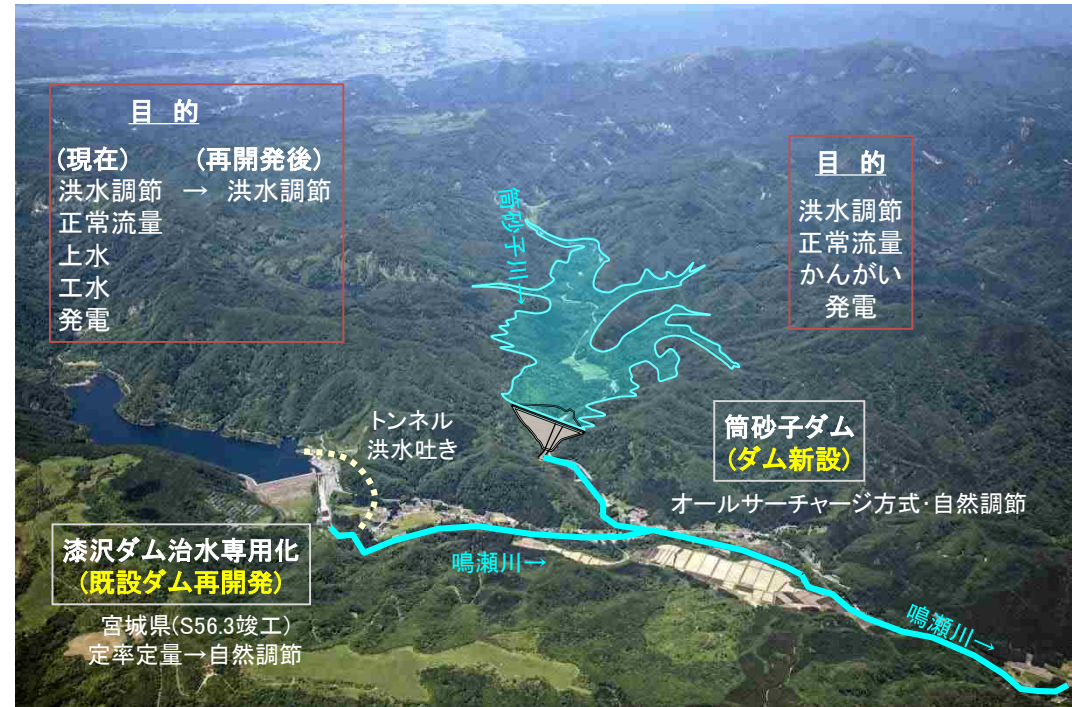 目 的
(現在) (再開発後)
洪水調節 → 洪水調節
正常流量
上水
工水
発電
目 的
洪水調節
正常流量
かんがい
発電
筒砂子川→
トンネル
洪水吐き
筒砂子ダム
(ダム新設)
オールサーチャージ方式・自然調節
漆沢ダム治水専用化
(既設ダム再開発)
宮城県(S56.3竣工)
定率定量→自然調節
鳴瀬川→
鳴瀬川→